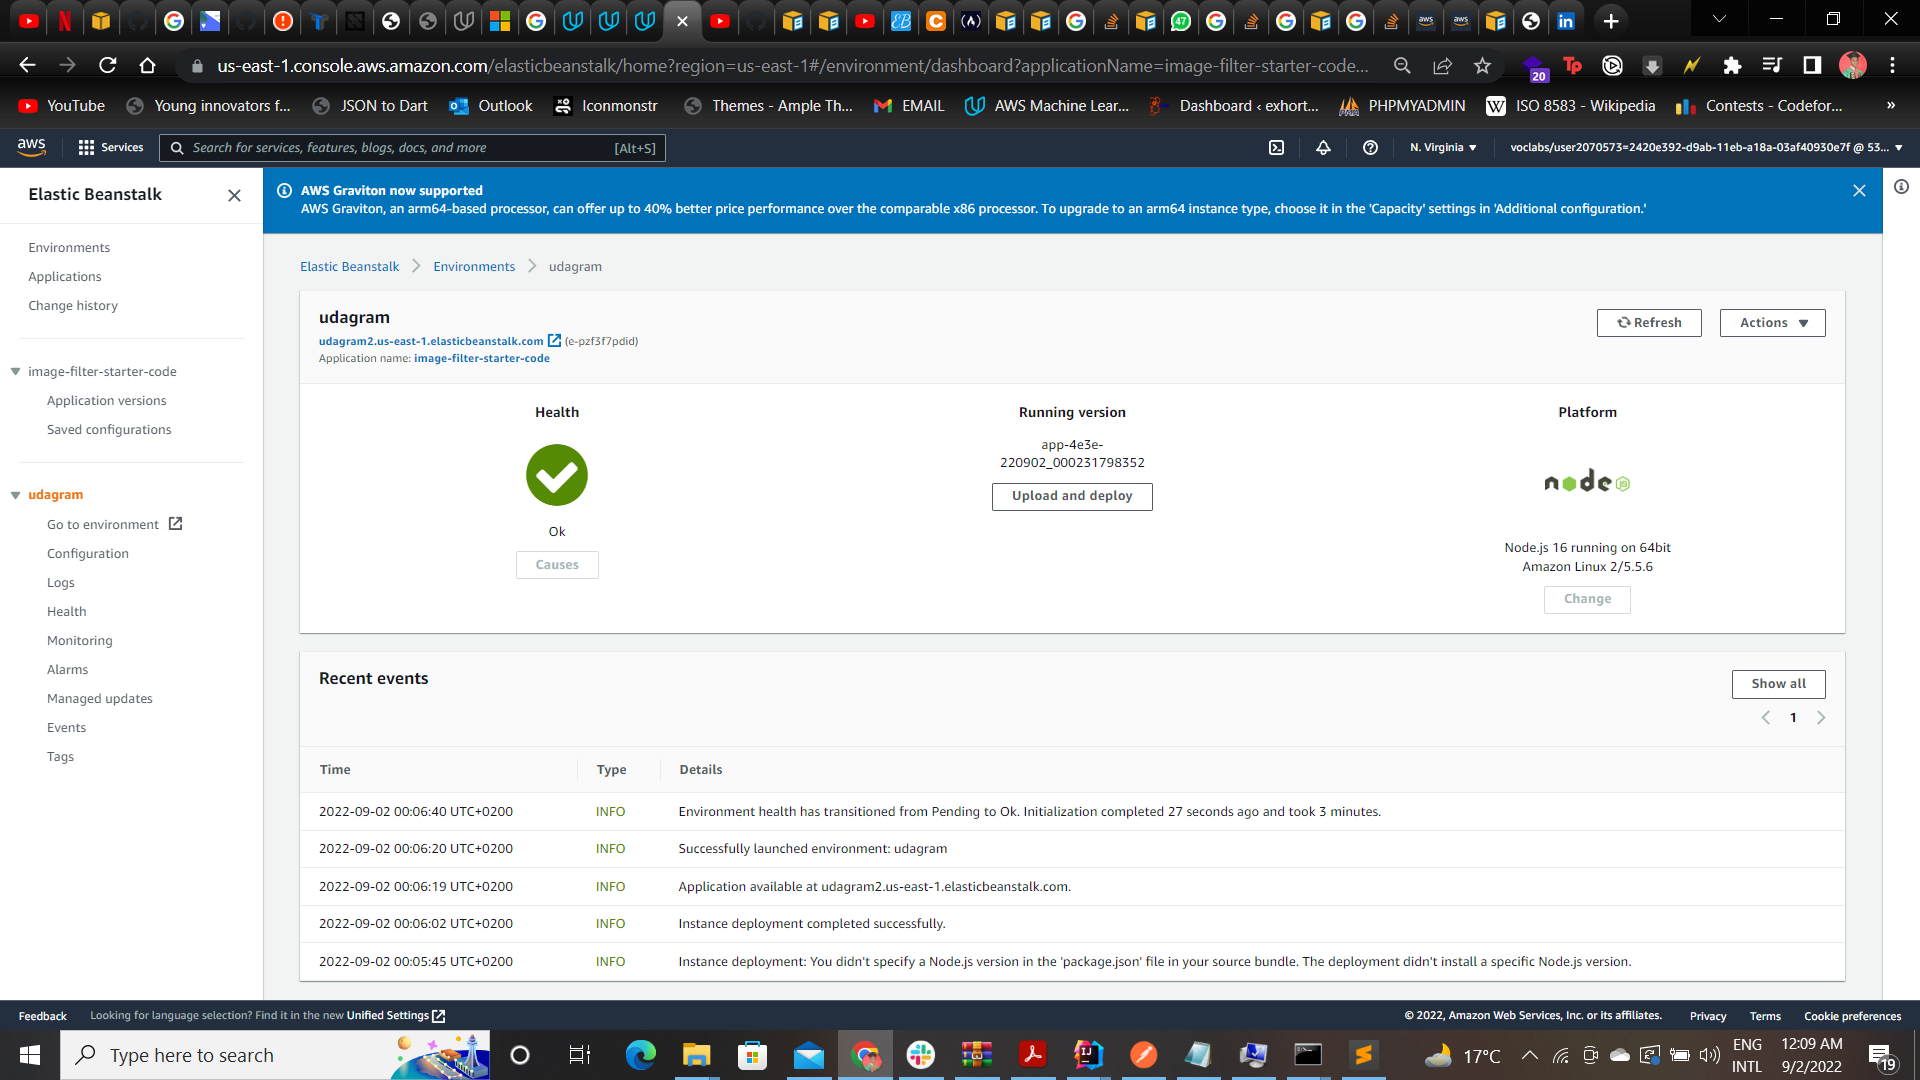 us-east-1.console.aws.amazon.com/elasticbeanstalk/home?region=us-east-1#/environment/dashboard?applicationName=image-filter-starter-code...
20
YouTube
Young innovators f...
JSON to Dart
Outlook
Iconmonstr
Themes - Ample Th...
EMAIL
AWS Machine Lear...
Dashboard ‹ exhort...
PHPMYADMIN
ISO 8583 - Wikipedia
Contests - Codefor...
»
aws
Services
Search for services, features, blogs, docs, and more
[Alt+S]
N. Virginia
voclabs/user2070573=2420e392-d9ab-11eb-a18a-03af40930e7f @ 53...
Elastic Beanstalk
Environments
Applications
Change history
image-filter-starter-code
Application versions
Saved configurations
udagram
Go to environment
Configuration
Logs
Health
Monitoring
Alarms
Managed updates
Events
Tags
AWS Graviton now supported
AWS Graviton, an arm64-based processor, can offer up to 40% better price performance over the comparable x86 processor. To upgrade to an arm64 instance type, choose it in the 'Capacity' settings in 'Additional configuration.'
Elastic Beanstalk
Environments
udagram
udagram
udagram2.us-east-1.elasticbeanstalk.com (e-pzf3f7pdid)
Application name: image-filter-starter-code
Refresh
Actions
Health
Ok
Causes
Running version
app-4e3e-
220902_000231798352
Upload and deploy
Platform
node
JS
Node.js 16 running on 64bit
Amazon Linux 2/5.5.6
Change
Recent events
Show all
1
Time Type Details
2022-09-02 00:06:40 UTC+0200 INFO Environment health has transitioned from Pending to Ok. Initialization completed 27 seconds ago and took 3 minutes.
2022-09-02 00:06:20 UTC+0200 INFO Successfully launched environment: udagram
2022-09-02 00:06:19 UTC+0200 INFO Application available at udagram2.us-east-1.elasticbeanstalk.com.
2022-09-02 00:06:02 UTC+0200 INFO Instance deployment completed successfully.
2022-09-02 00:05:45 UTC+0200 INFO Instance deployment: You didn't specify a Node.js version in the 'package.json' file in your source bundle. The deployment didn't install a specific Node.js version.
Feedback
Looking for language selection? Find it in the new Unified Settings
© 2022, Amazon Web Services, Inc. or its affiliates.
Privacy
Terms
Cookie preferences
Type here to search
17°C
ENG
INTL
12:09 AM
9/2/2022
19